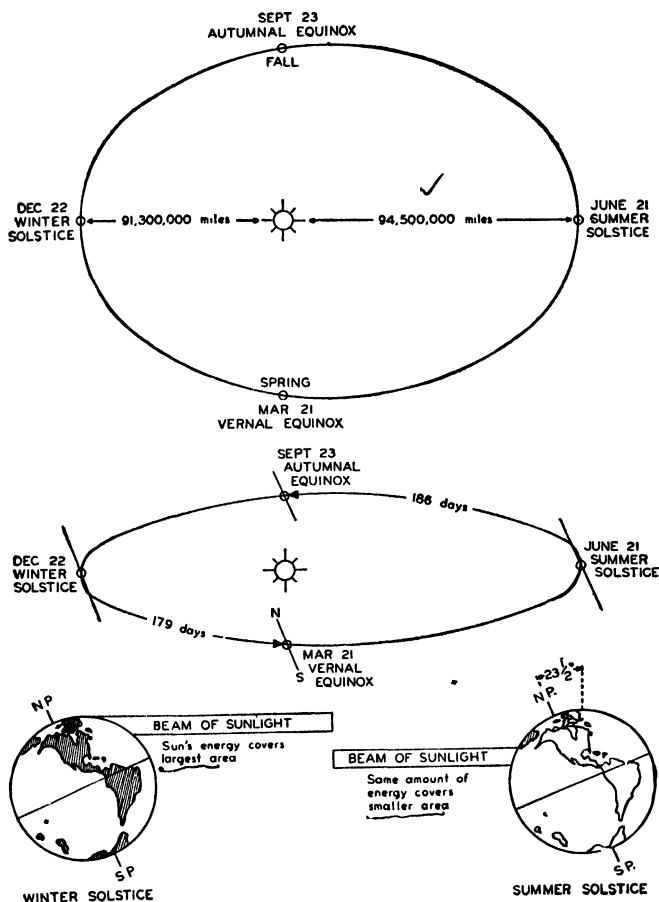 SEPT 23
AUTUMNAL EQUINOX
FALL
DEC 22
WINTER
SOLSTICE
91,300,000 miles
94,500,000 miles
JUNE 21
SUMMER
SOLSTICE
SPRING
MAR 21
VERNAL EQUINOX
SEPT 23
AUTUMNAL
EQUINOX
186 days
DEC 22
WINTER
SOLSTICE
JUNE 21
SUMMER
SOLSTICE
179 days
N
MAR 21
VERNAL
EQUINOX
S
23 1/2°
N.P.
BEAM OF SUNLIGHT
Sun's energy covers
largest area
N.P.
BEAM OF SUNLIGHT
Same amount of
energy covers
smaller area
S.P.
WINTER SOLSTICE
S.P.
SUMMER SOLSTICE